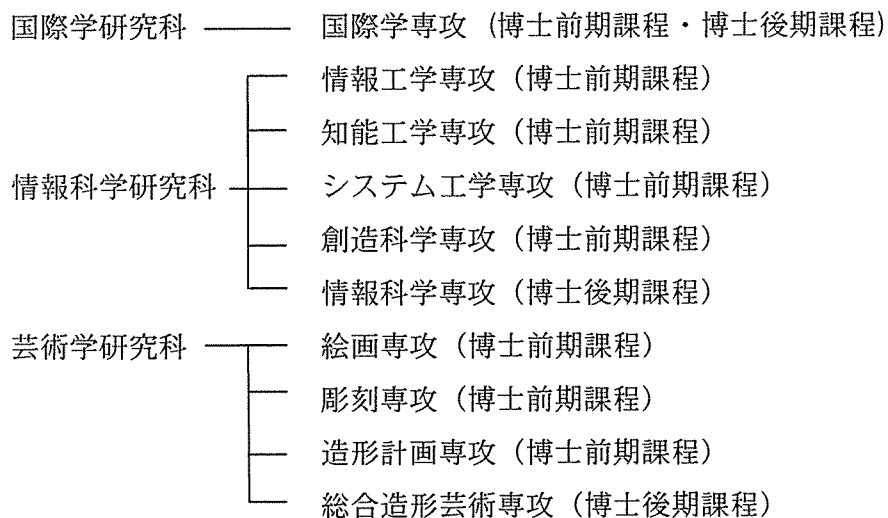 国際学研究科 国際学専攻（博士前期課程・博士後期課程）
情報工学専攻（博士前期課程）
知能工学専攻（博士前期課程）
情報科学研究科 システム工学専攻（博士前期課程）
創造科学専攻（博士前期課程）
情報科学専攻（博士後期課程）
芸術学研究科 絵画専攻（博士前期課程）
彫刻専攻（博士前期課程）
造形計画専攻（博士前期課程）
総合造形芸術専攻（博士後期課程）